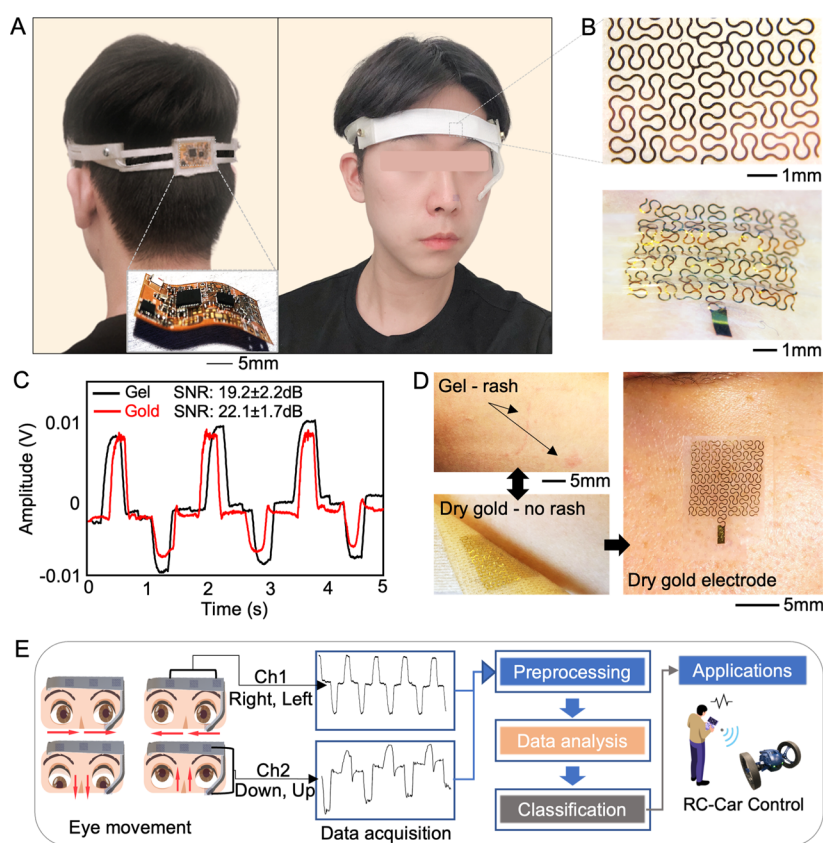 A
B
1mm
1mm
5mm
C
Gel SNR: 19.2±2.2dB
Gold SNR: 22.1±1.7dB
Amplitude (V)
0.01
0
-0.01
0 1 2 3 4 5
Time (s)
D
Gel - rash
5mm
Dry gold - no rash
Dry gold electrode
5mm
E
Ch1
Right, Left
Ch2
Down, Up
Eye movement
Data acquisition
Preprocessing
Data analysis
Classification
Applications
RC-Car Control